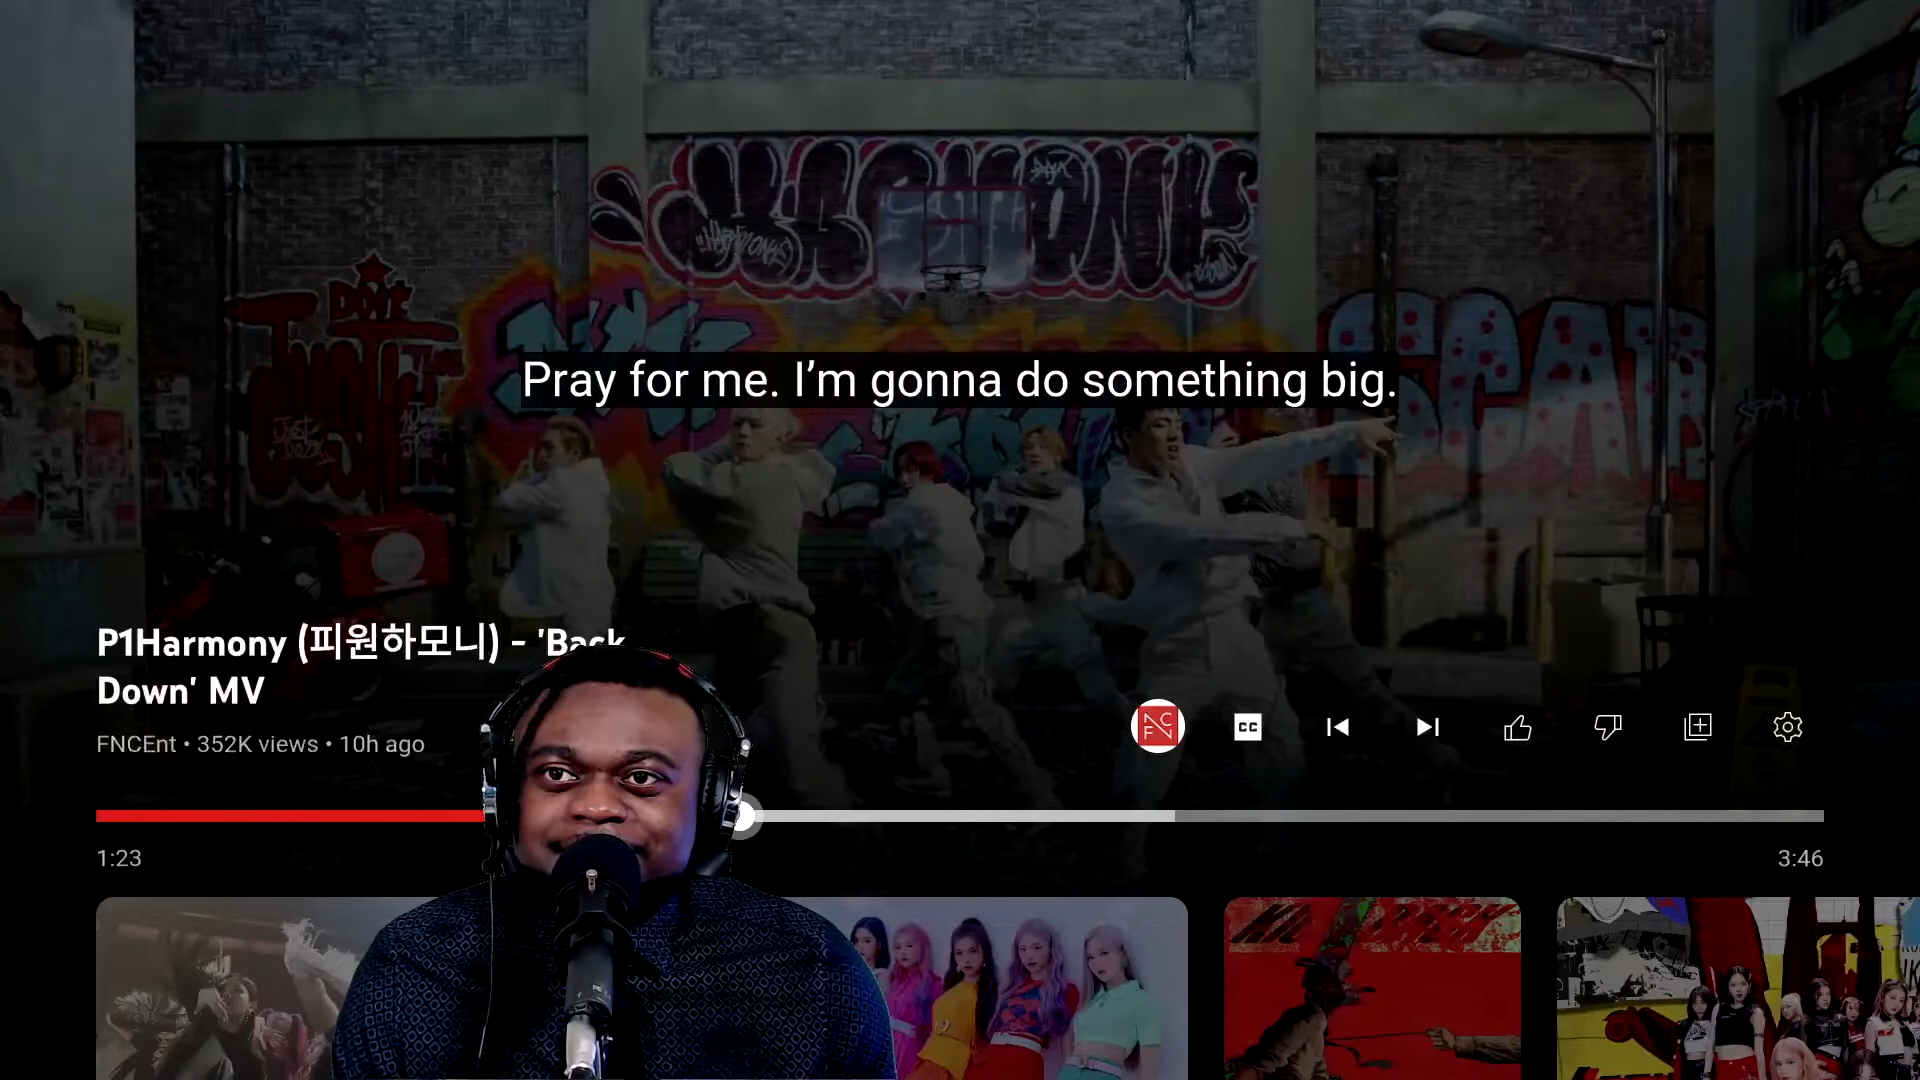 Pray for me. I’m gonna do something big.
P1Harmony (피원하모니) - 'Back
Down' MV
FNCEnt • 352K views • 10h ago
CC
1:23
3:46